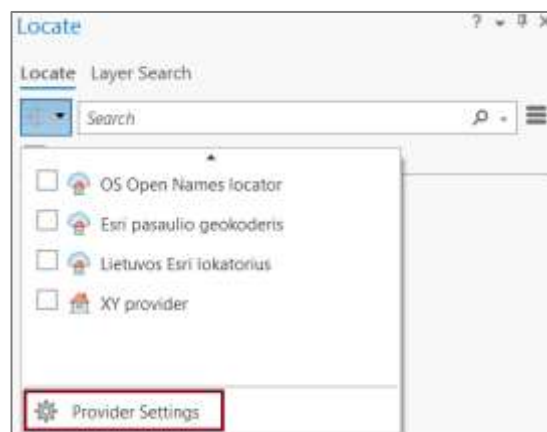 Locate
Locate Layer Search
Search
OS Open Names locator
Esri pasaulio geokoderis
Lietuvos Esri lokatorius
XY provider
Provider Settings